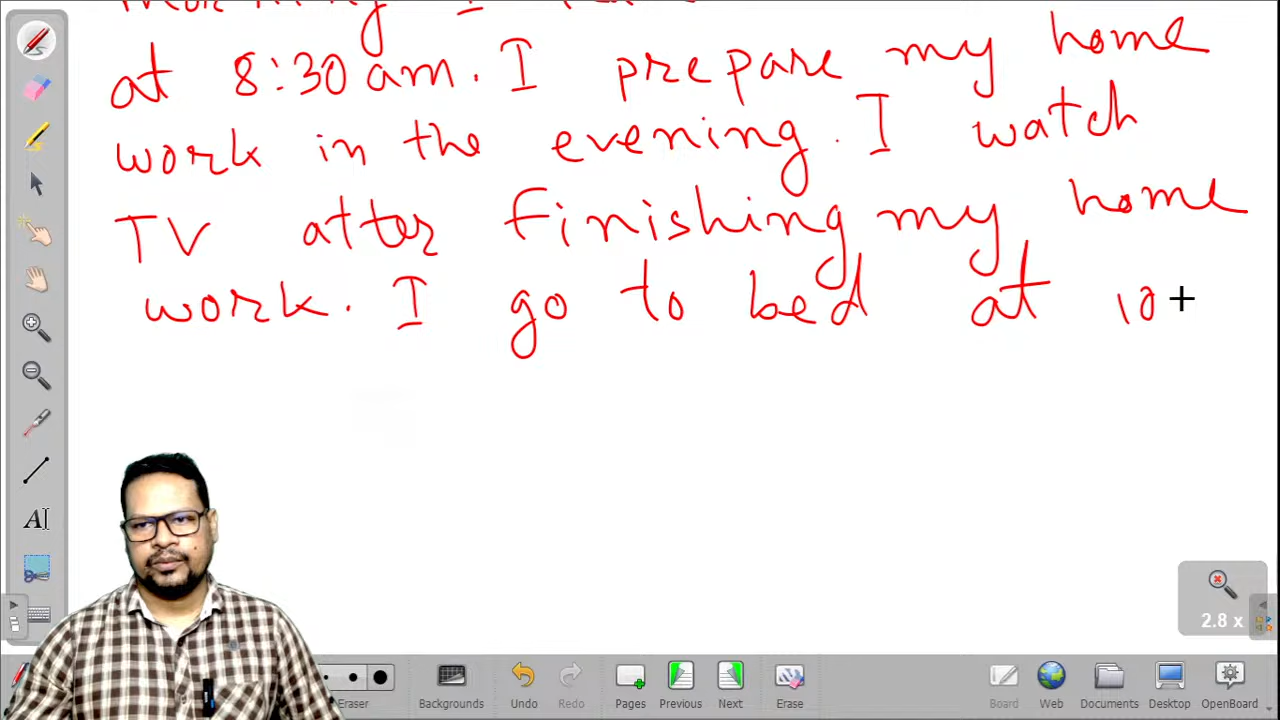 morning I
at 8:30 am. I prepare my home
work in the evening. I watch
TV after finishing my home
work. I go to bed at 10
2.8 x
Eraser
Backgrounds
Undo
Redo
Pages
Previous
Next
Erase
Board
Web
Documents
Desktop
OpenBoard